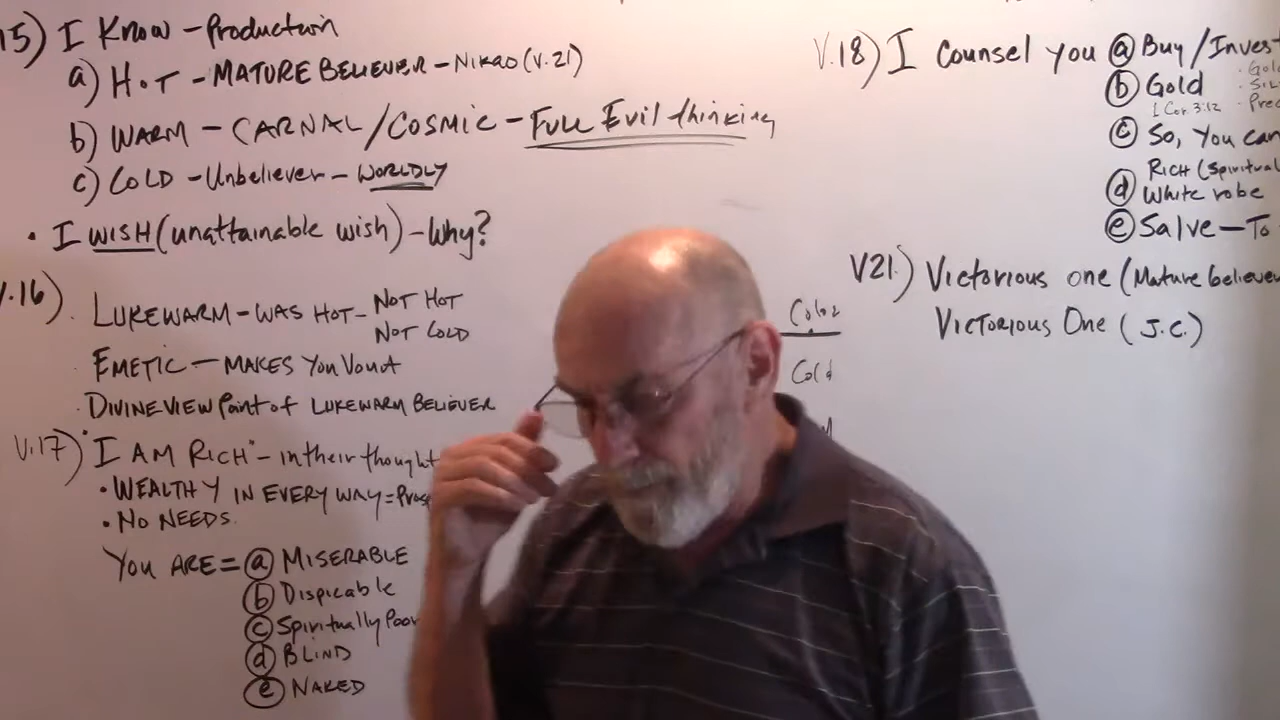 15) I Know - Production
a) HOT - MATURE BELIEVER - Nikao (V.21)
b) WARM - CARNAL/COSMIC - Full Evil thinking
c) COLD - Unbeliever - WORLDLY
• I WISH (unattainable wish) - Why?
V.16)
LUKEWARM - WAS HOT - NOT HOT
NOT COLD
EMETIC - MAKES YOU Vomit
• DIVINE VIEW Point of LUKEWARM BELIEVER
V.17) I AM RICH - in their thought
• WEALTHY IN EVERY WAY = Pros
• NO NEEDS.
YOU ARE = a MISERABLE
b Dispicable
c Spiritually Poor
d BLIND
e NAKED
V.18) I Counsel you a Buy/Invest
b Gold
1 Cor. 3:12
c So, You can
RICH (Spiritual
d White robe
e Salve - To
V21.) Victorious one (Mature believer
VICTORIOUS ONE (J.C.)
Cold